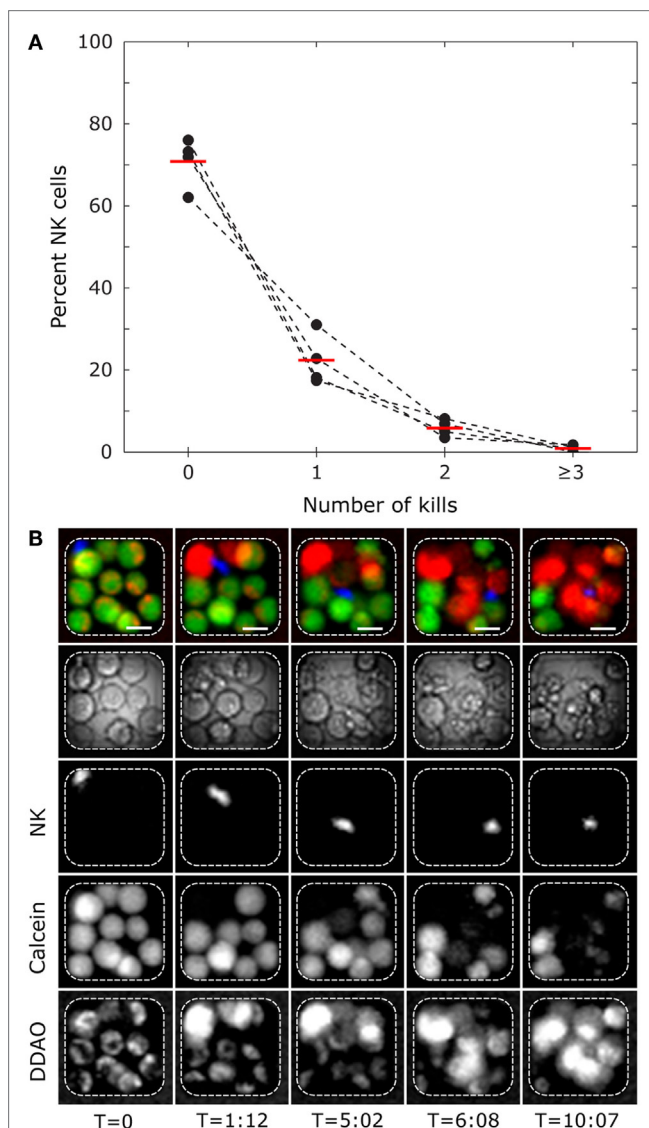 A
100
80
60
40
20
0
Percent NK cells
0 1 2 ≥3
Number of kills
B
NK
Calcein
DDAO
T=0 T=1:12 T=5:02 T=6:08 T=10:07